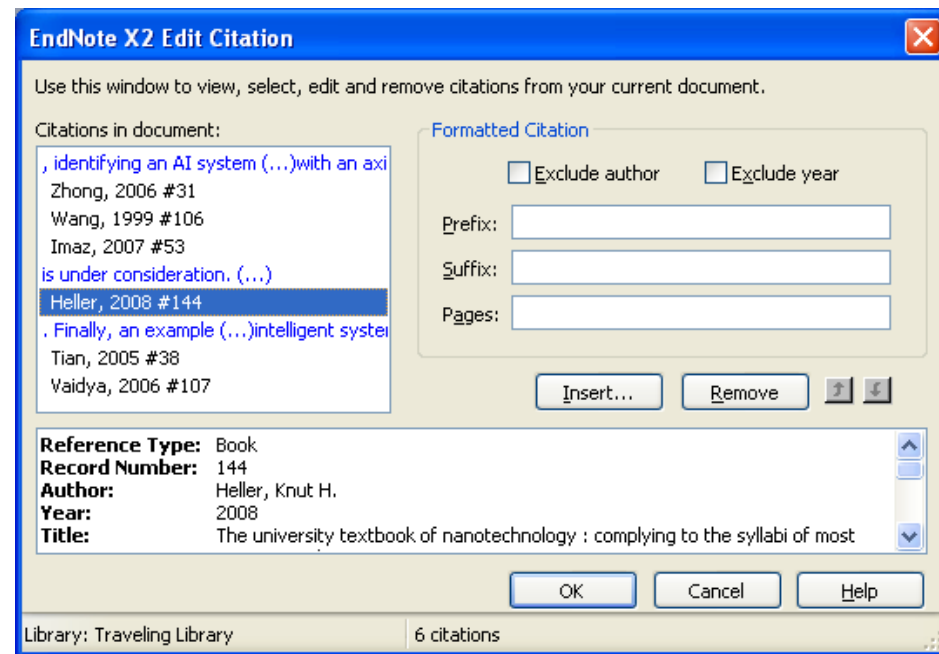 EndNote X2 Edit Citation
Use this window to view, select, edit and remove citations from your current document.
Citations in document:
, identifying an AI system (...)with an axi
Zhong, 2006 #31
Wang, 1999 #106
Imaz, 2007 #53
is under consideration. (...)
Heller, 2008 #144
. Finally, an example (...)intelligent system
Tian, 2005 #38
Vaidya, 2006 #107
Formatted Citation
Exclude author Exclude year
Prefix:
Suffix:
Pages:
Insert... Remove
Reference Type: Book
Record Number: 144
Author: Heller, Knut H.
Year: 2008
Title: The university textbook of nanotechnology : complying to the syllabi of most
OK Cancel Help
Library: Traveling Library 6 citations